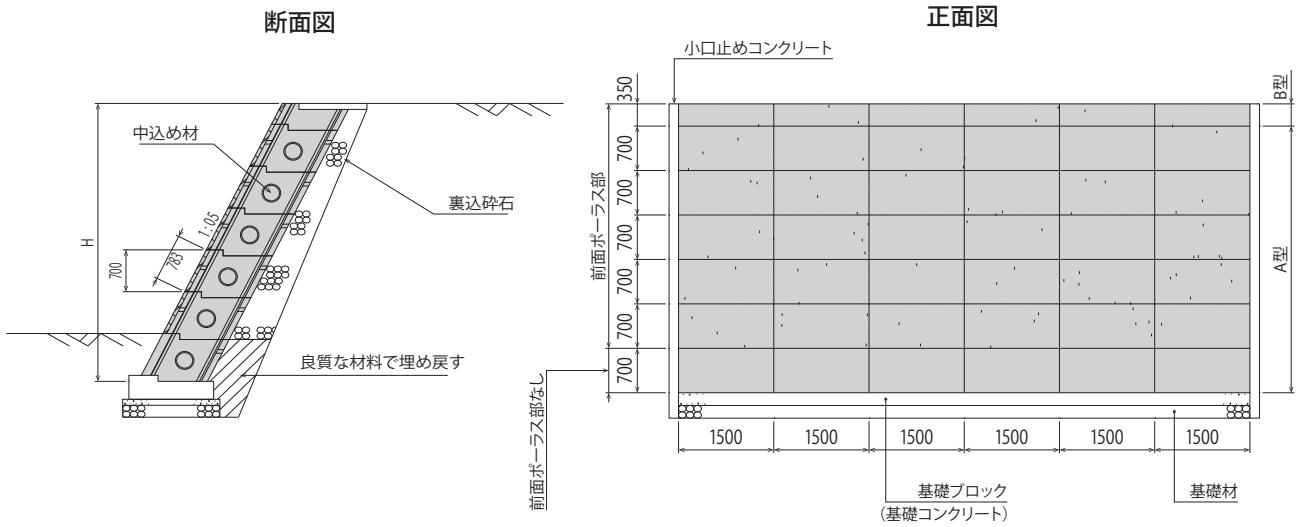 断面図
中込め材
裏込砕石
1:05
783
700
H
良質な材料で埋め戻す
正面図
小口止めコンクリート
350
700
700
700
700
700
700
前面ポーラス部
前面ポーラス部なし
B型
A型
1500
1500
1500
1500
1500
1500
基礎ブロック
(基礎コンクリート)
基礎材